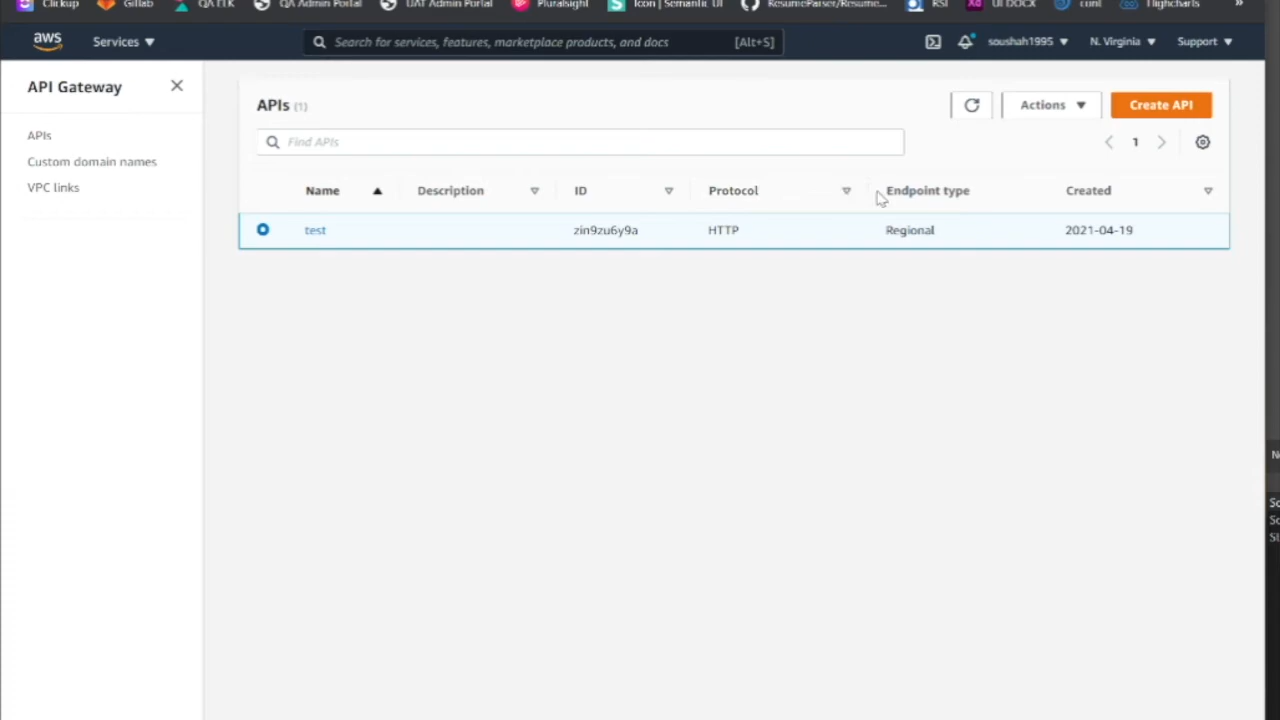 Clickup Gitlab QA ELK QA Admin Portal UAT Admin Portal Pluralsight Icon | Semantic UI ResumeParser/Resume... RSI UI DOCX conf Highcharts »
aws Services ▼ Search for services, features, marketplace products, and docs [Alt+S] soushah1995 ▼ N. Virginia ▼ Support ▼
API Gateway
APIs
Custom domain names
VPC links
APIs (1) Actions ▼ Create API
Find APIs 1
Name Description ID Protocol Endpoint type Created
test zin9zu6y9a HTTP Regional 2021-04-19